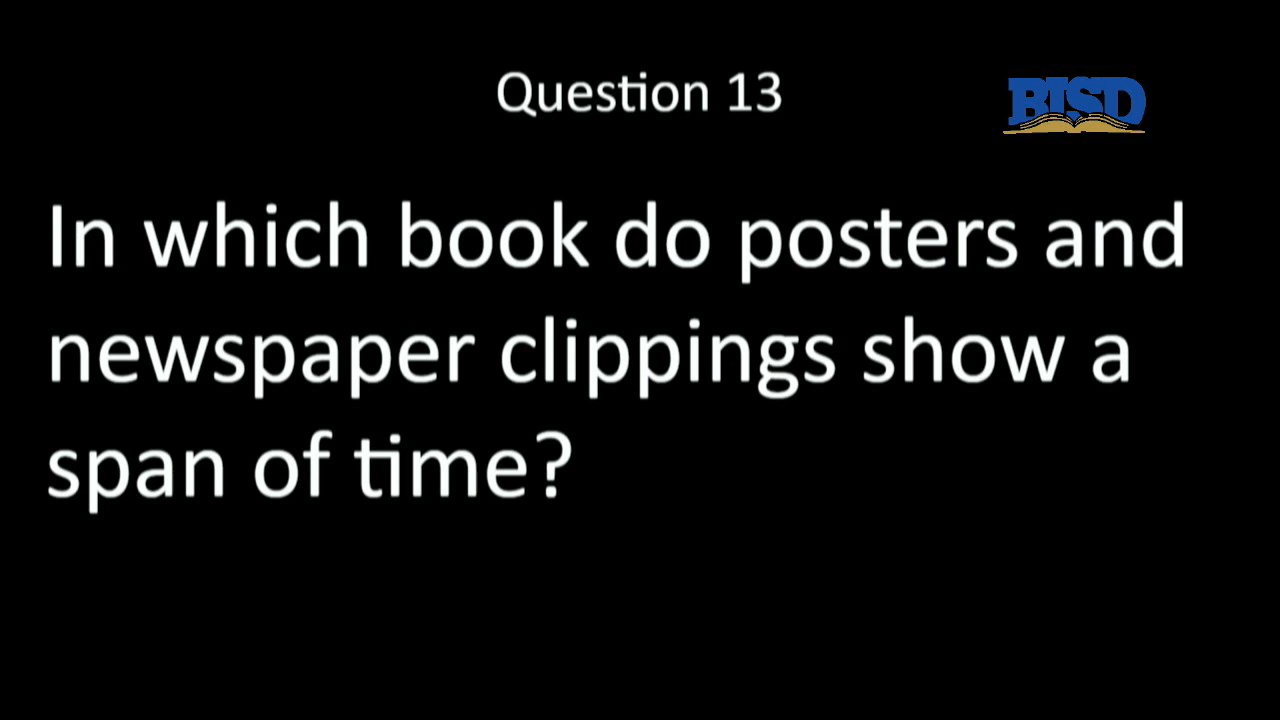 Question 13
BISD
In which book do posters and
newspaper clippings show a
span of time?